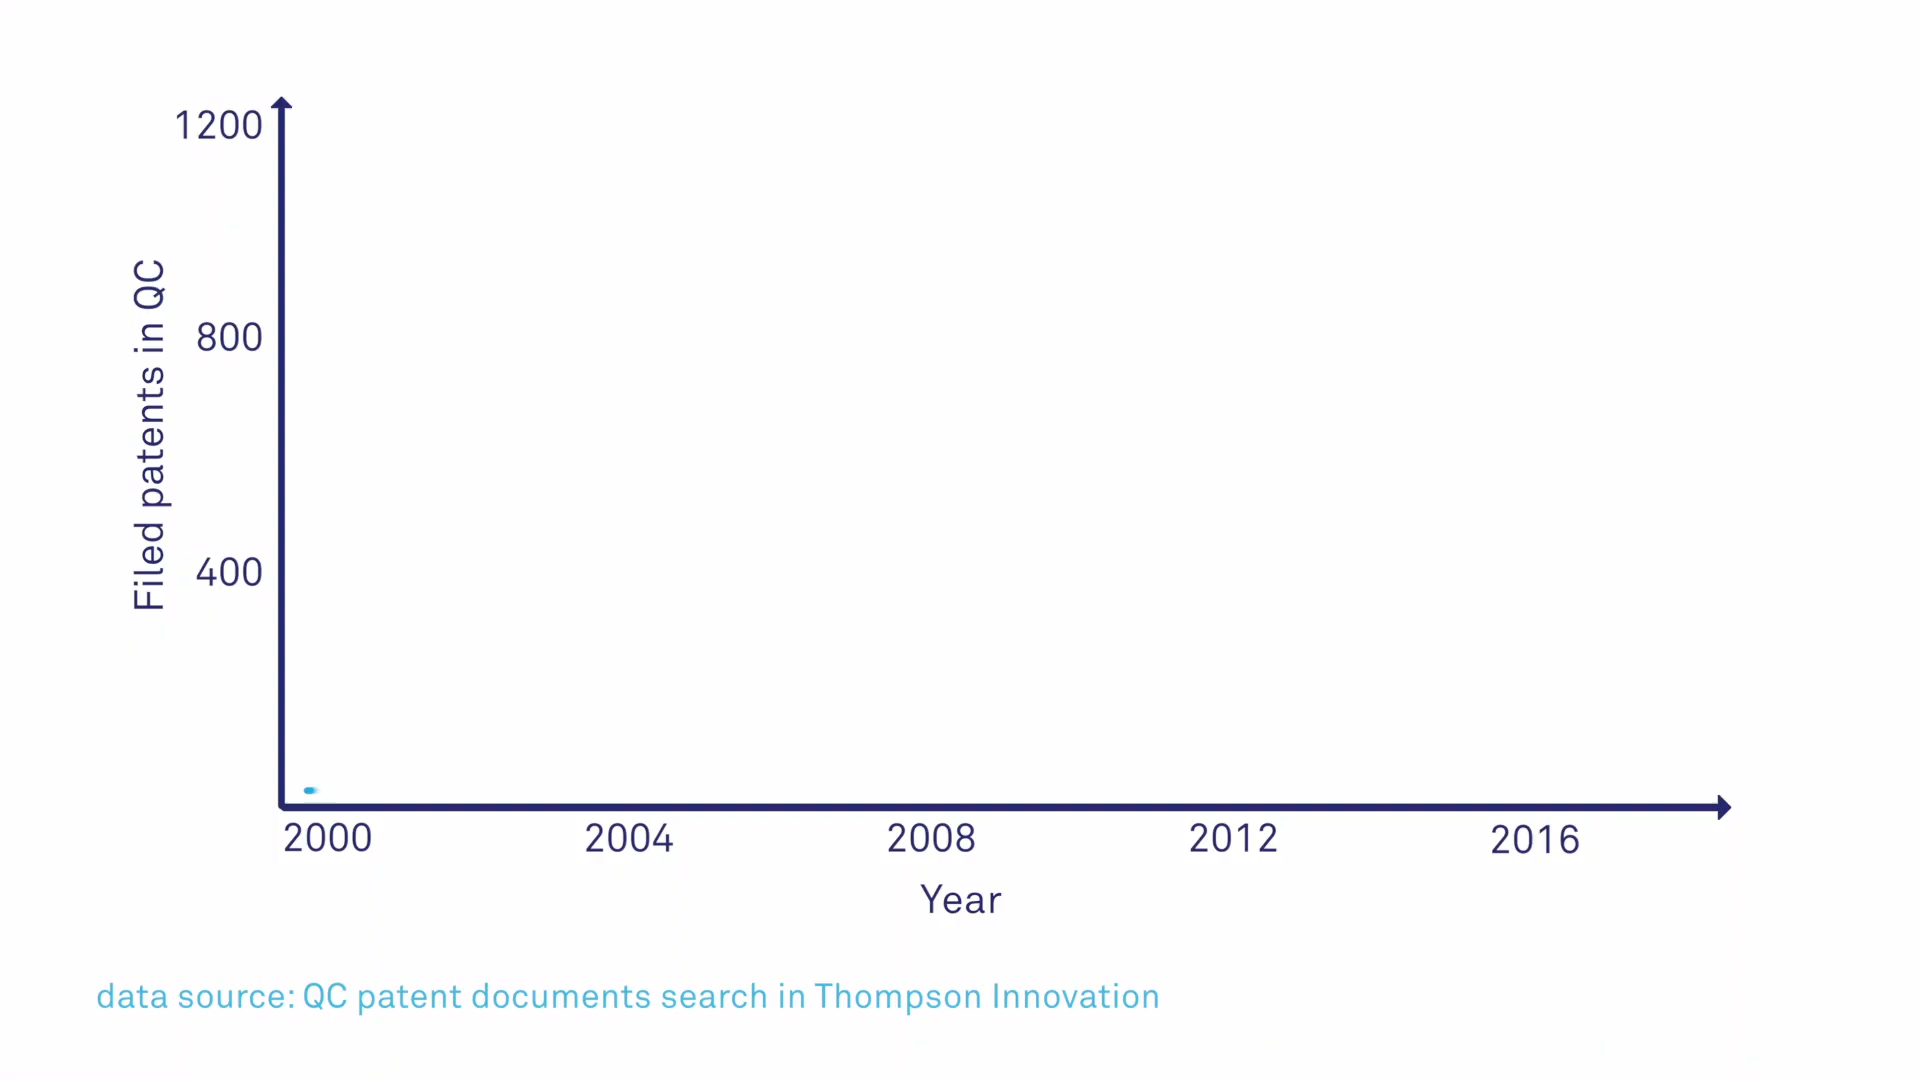 1200
800
400
Filed patents in QC
2000 2004 2008 2012 2016
Year
data source: QC patent documents search in Thompson Innovation